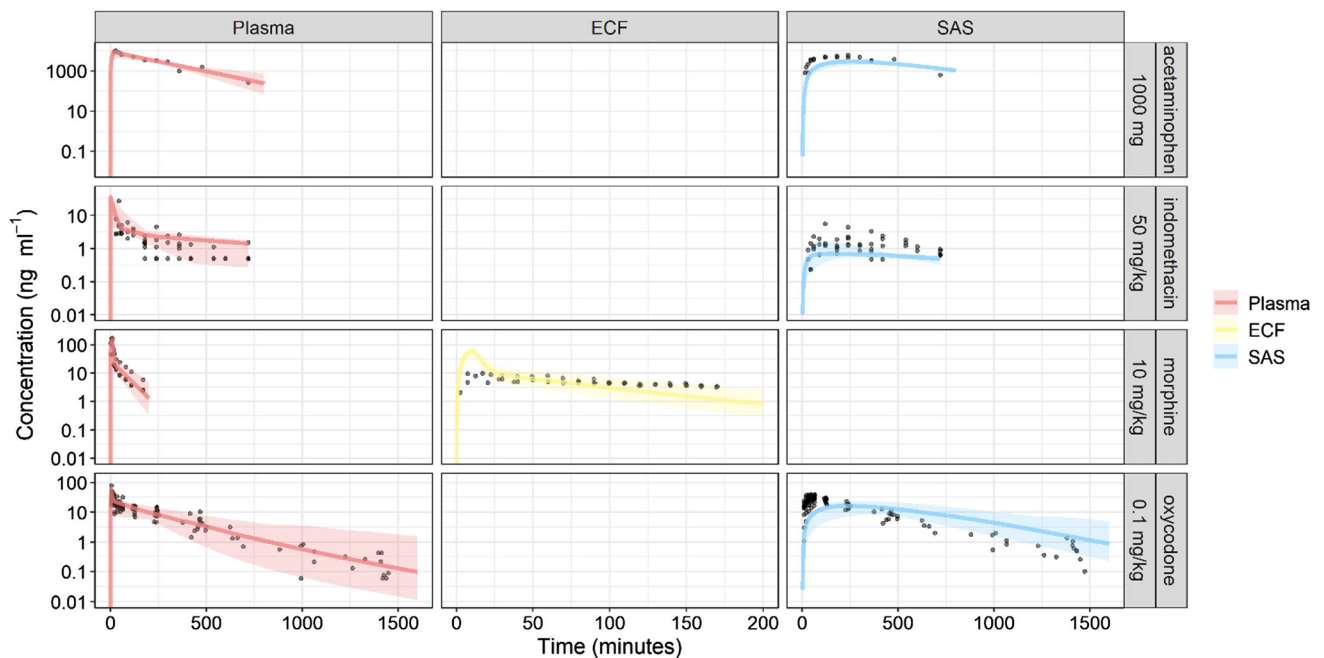 Plasma
ECF
SAS
Concentration (ng ml⁻¹)
1000
10
0.1
acetaminophen
1000 mg
10
1
0.1
0.01
indomethacin
50 mg/kg
100
10
1
0.1
0.01
morphine
10 mg/kg
100
10
1
0.1
0.01
oxycodone
0.1 mg/kg
0
500
1000
1500
0
50
100
150
200
0
500
1000
1500
Time (minutes)
Plasma
ECF
SAS